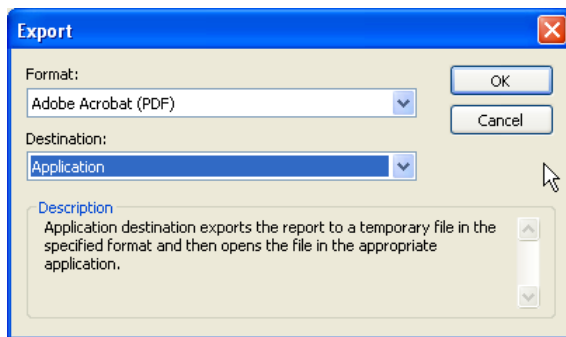 Export
Format:
OK
Adobe Acrobat (PDF)
Cancel
Destination:
Application
Description
Application destination exports the report to a temporary file in the
specified format and then opens the file in the appropriate
application.